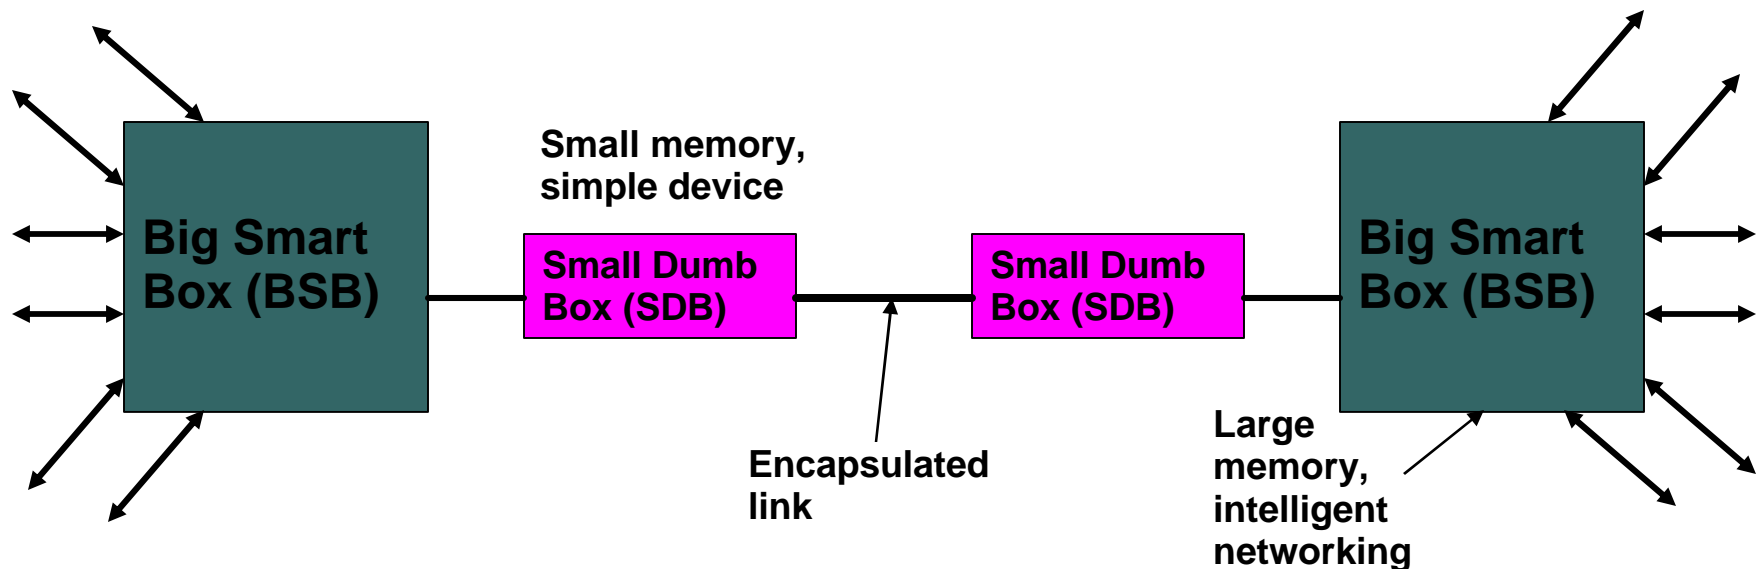 Small memory,
simple device
Big Smart
Box (BSB)
Small Dumb
Box (SDB)
Small Dumb
Box (SDB)
Big Smart
Box (BSB)
Encapsulated
link
Large
memory,
intelligent
networking